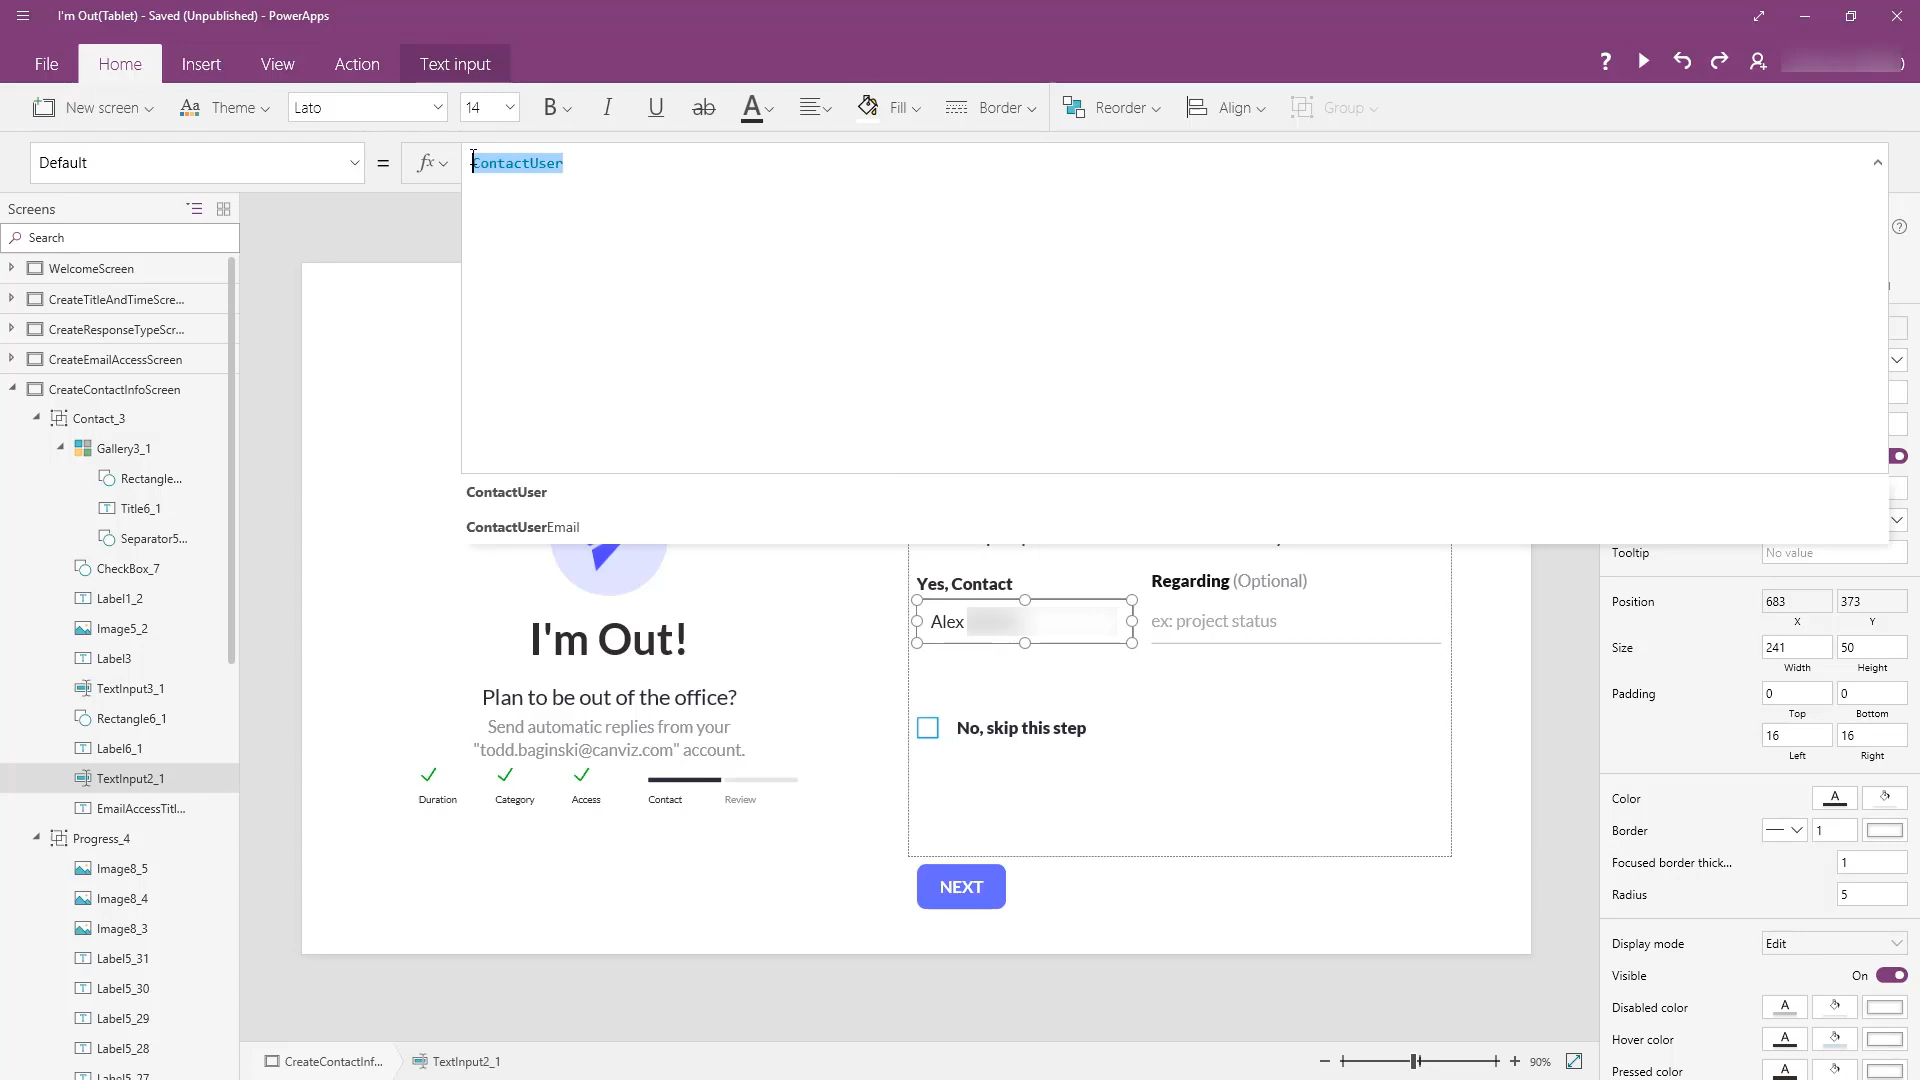 I'm Out(Tablet) - Saved (Unpublished) - PowerApps
File Home Insert View Action Text input ? )
New screen Theme Lato 14 B I U ab A Fill Border Reorder Align Group
Default = fx ContactUser
Screens
Search
WelcomeScreen
CreateTitleAndTimeScre...
CreateResponseTypeScr...
CreateEmailAccessScreen
CreateContactInfoScreen
Contact_3
Gallery3_1
Rectangle...
Title6_1
Separator5...
CheckBox_7
Label1_2
Image5_2
Label3
TextInput3_1
Rectangle6_1
Label6_1
TextInput2_1
EmailAccessTitl...
Progress_4
Image8_5
Image8_4
Image8_3
Label5_31
Label5_30
Label5_29
Label5_28
Label5_27
ContactUser
ContactUserEmail
I'm Out!
Plan to be out of the office?
Send automatic replies from your
"todd.baginski@canviz.com" account.
Duration Category Access Contact Review
Yes, Contact
Regarding (Optional)
Alex
ex: project status
No, skip this step
NEXT
Tooltip No value
Position 683 373
X Y
Size 241 50
Width Height
Padding 0 0
Top Bottom
16 16
Left Right
Color
Border 1
Focused border thick... 1
Radius 5
Display mode Edit
Visible On
Disabled color
Hover color
Pressed color
CreateContactInf... TextInput2_1
90%